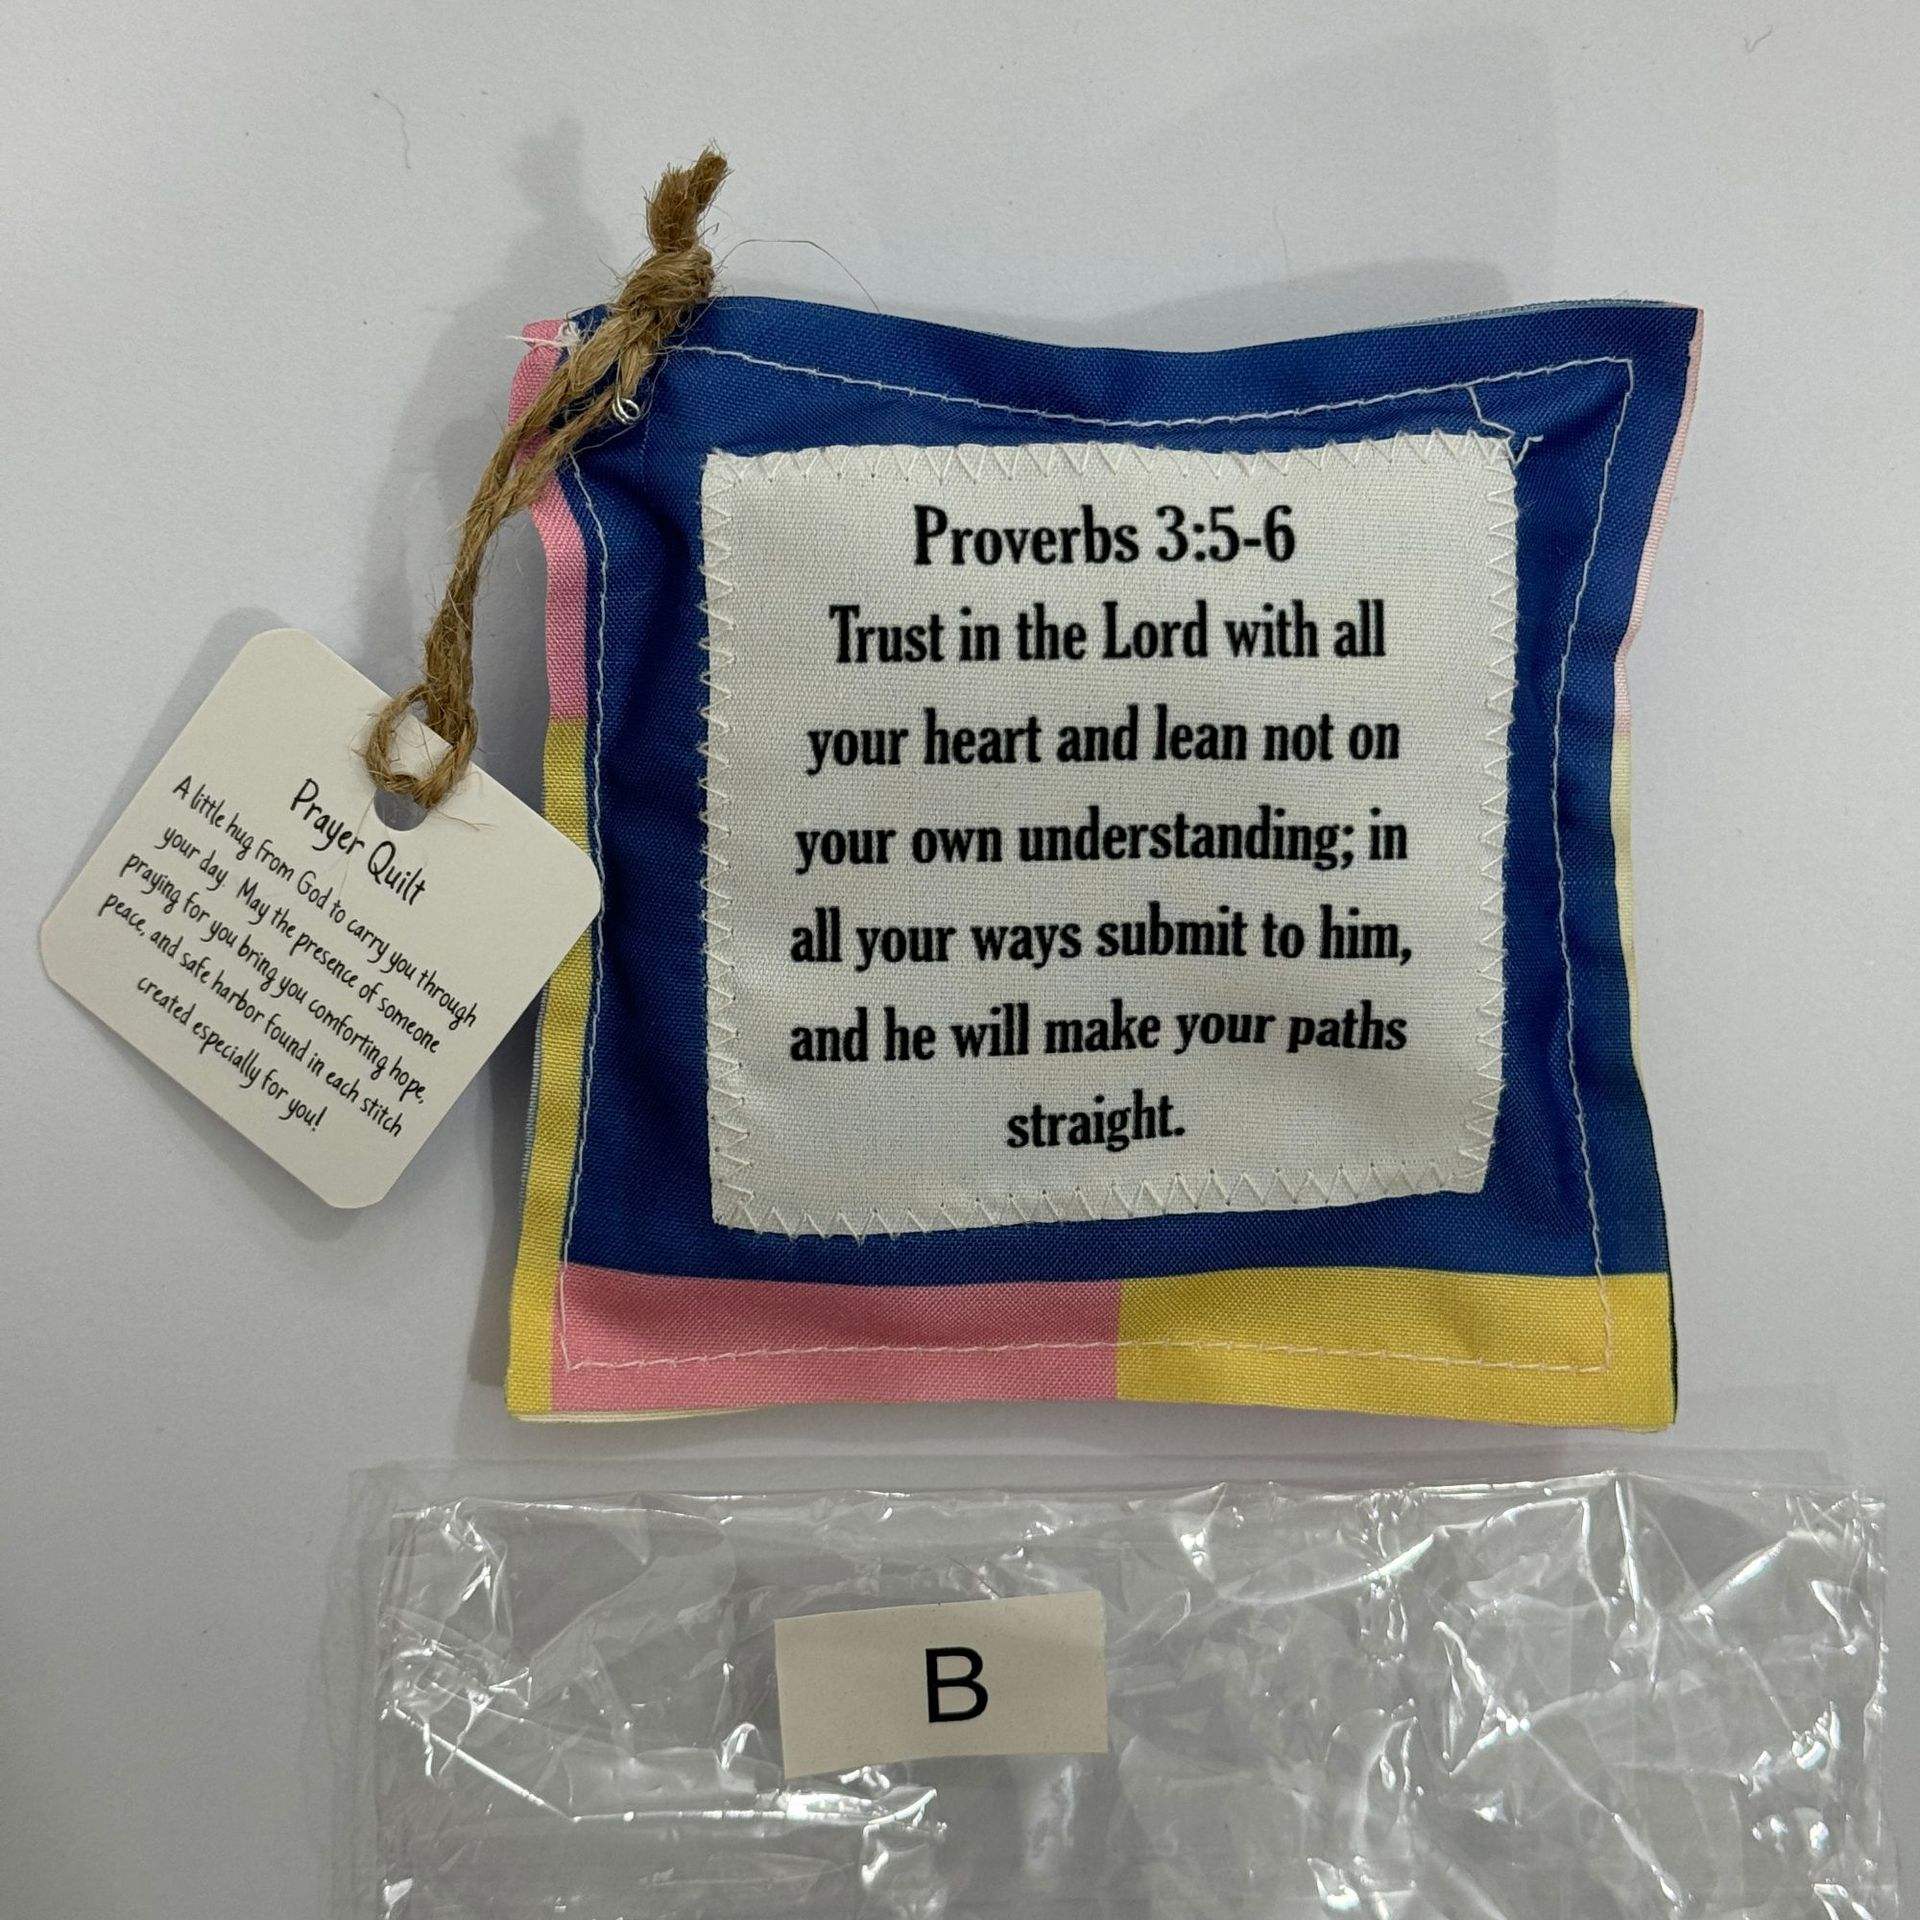 Proverbs 3:5-6
Trust in the Lord with all
your heart and lean not on
your own understanding; in
all your ways submit to him,
and he will make your paths
straight.
Prayer Quilt
A little hug from God to carry you through
your day. May the presence of someone
praying for you bring you comforting hope,
peace, and safe harbor found in each stitch
created especially for you!
B